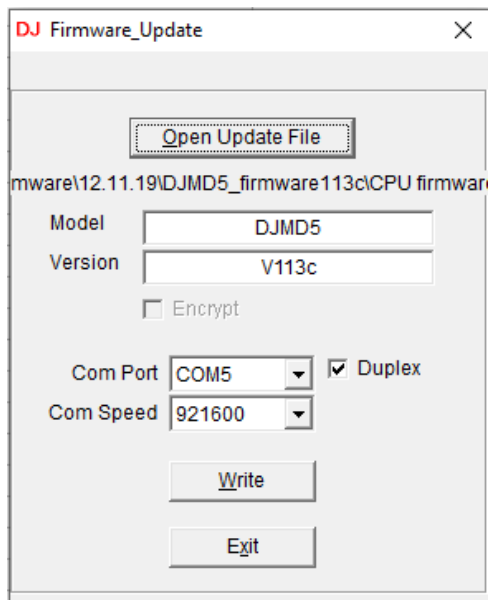 DJ Firmware_Update
Open Update File
mware\12.11.19\DJMD5_firmware113c\CPU firmware
Model DJMD5
Version V113c
Encrypt
Com Port COM5 Duplex
Com Speed 921600
Write
Exit